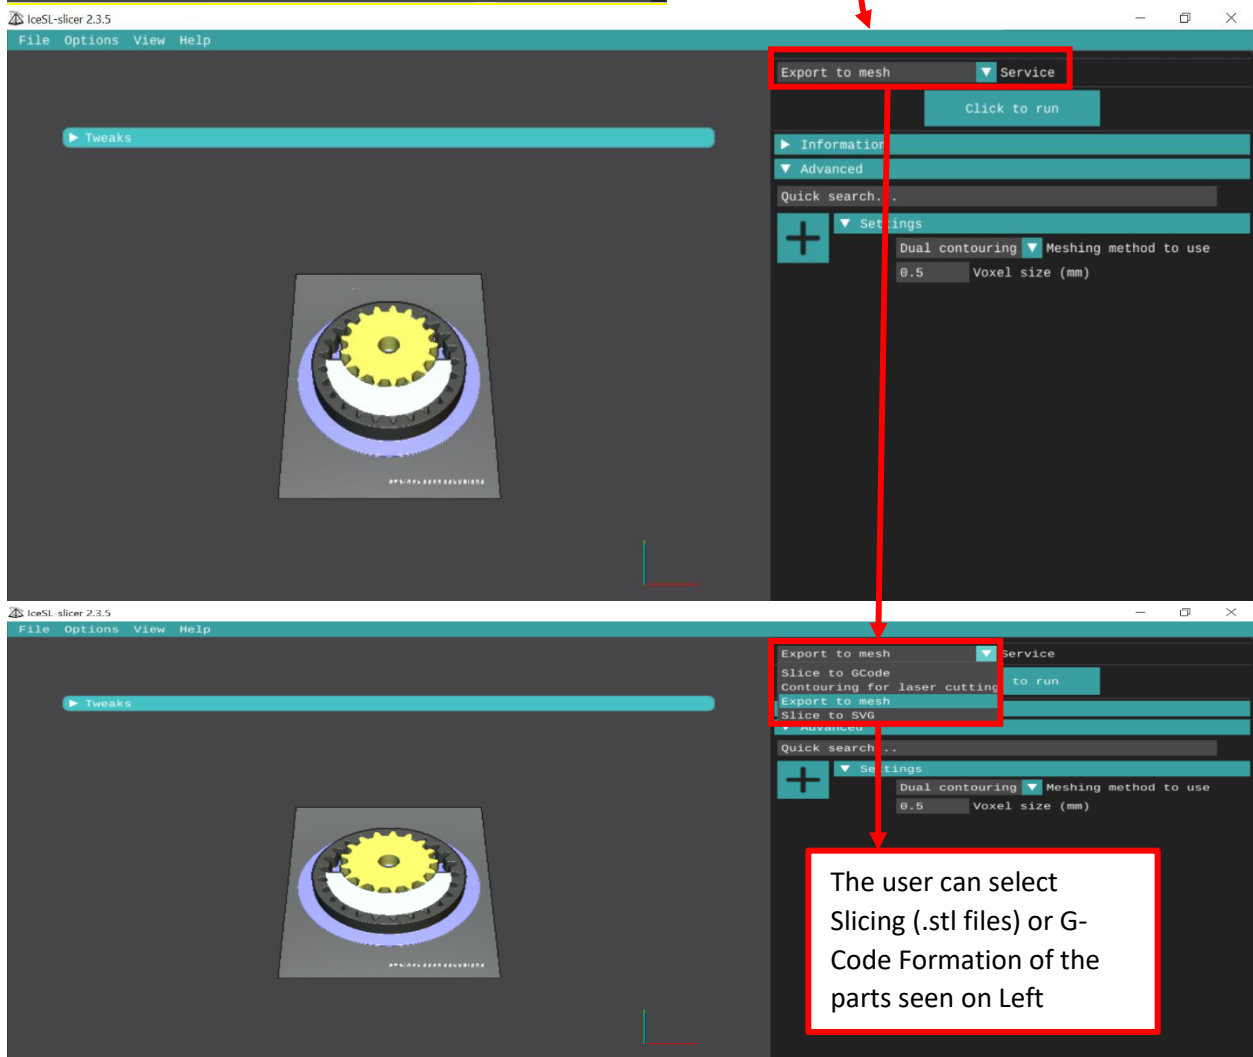 IceSL-slicer 2.3.5
File Options View Help
Export to mesh Service
Click to run
Tweaks
Information
Advanced
Quick search...
Settings
Dual contouring Meshing method to use
0.5 Voxel size (mm)
IceSL-slicer 2.3.5
File Options View Help
Export to mesh Service
Slice to GCode
Contouring for laser cutting to run
Export to mesh
Tweaks
Slice to SVG
Advanced
Quick search...
Settings
Dual contouring Meshing method to use
0.5 Voxel size (mm)
The user can select
Slicing (.stl files) or G-
Code Formation of the
parts seen on Left